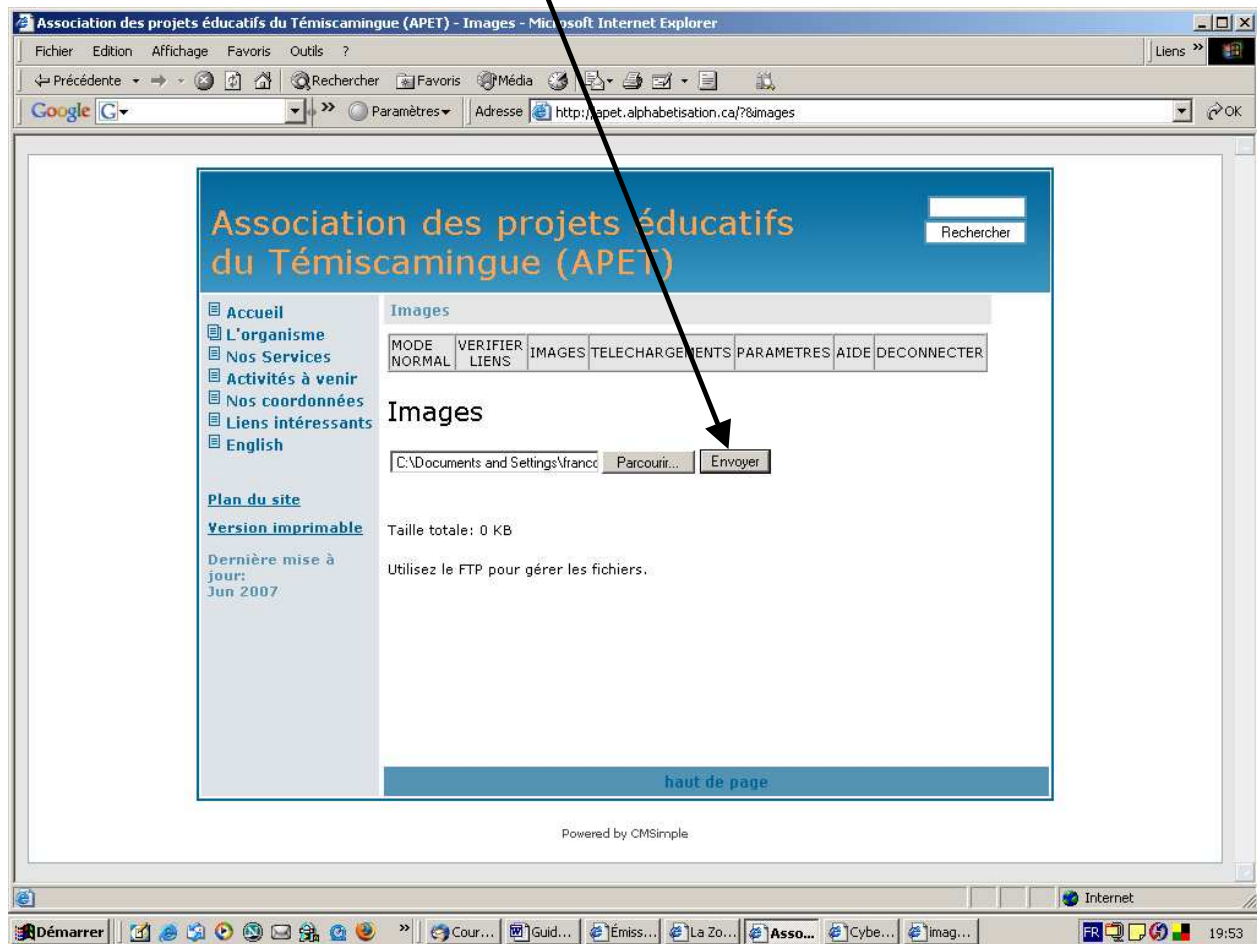 Association des projets éducatifs du Témiscamingue (APET) - Images - Microsoft Internet Explorer
Fichier Edition Affichage Favoris Outils ?
Liens »
Précédente
Rechercher Favoris Média
Google G
»
Paramètres
Adresse http://apet.alphabetisation.ca/?&images
OK
Association des projets éducatifs
du Témiscamingue (APET)
Rechercher
Accueil
L'organisme
Nos Services
Activités à venir
Nos coordonnées
Liens intéressants
English
Plan du site
Version imprimable
Dernière mise à
jour:
Jun 2007
Images
MODE NORMAL VERIFIER LIENS IMAGES TELECHARGEMENTS PARAMETRES AIDE DECONNECTER
Images
C:\Documents and Settings\franco Parcourir... Envoyer
Taille totale: 0 KB
Utilisez le FTP pour gérer les fichiers.
haut de page
Powered by CMSimple
Internet
Démarrer » Cour... Guid... Émiss... La Zo... Asso... Cybe... imag... FR 19:53